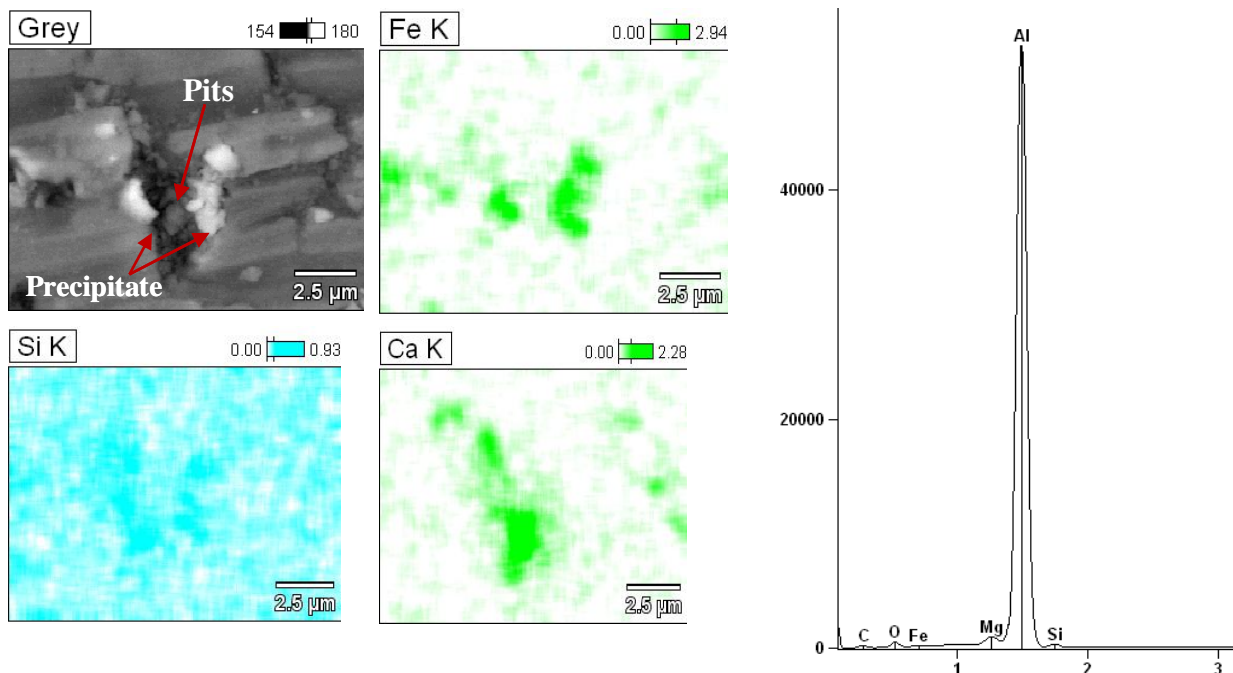 Grey
154 180
Pits
Precipitate
2.5 µm
Fe K
0.00 2.94
2.5 µm
Si K
0.00 0.93
2.5 µm
Ca K
0.00 2.28
2.5 µm
Al
40000
20000
0
C O Fe Mg Si
1 2 3